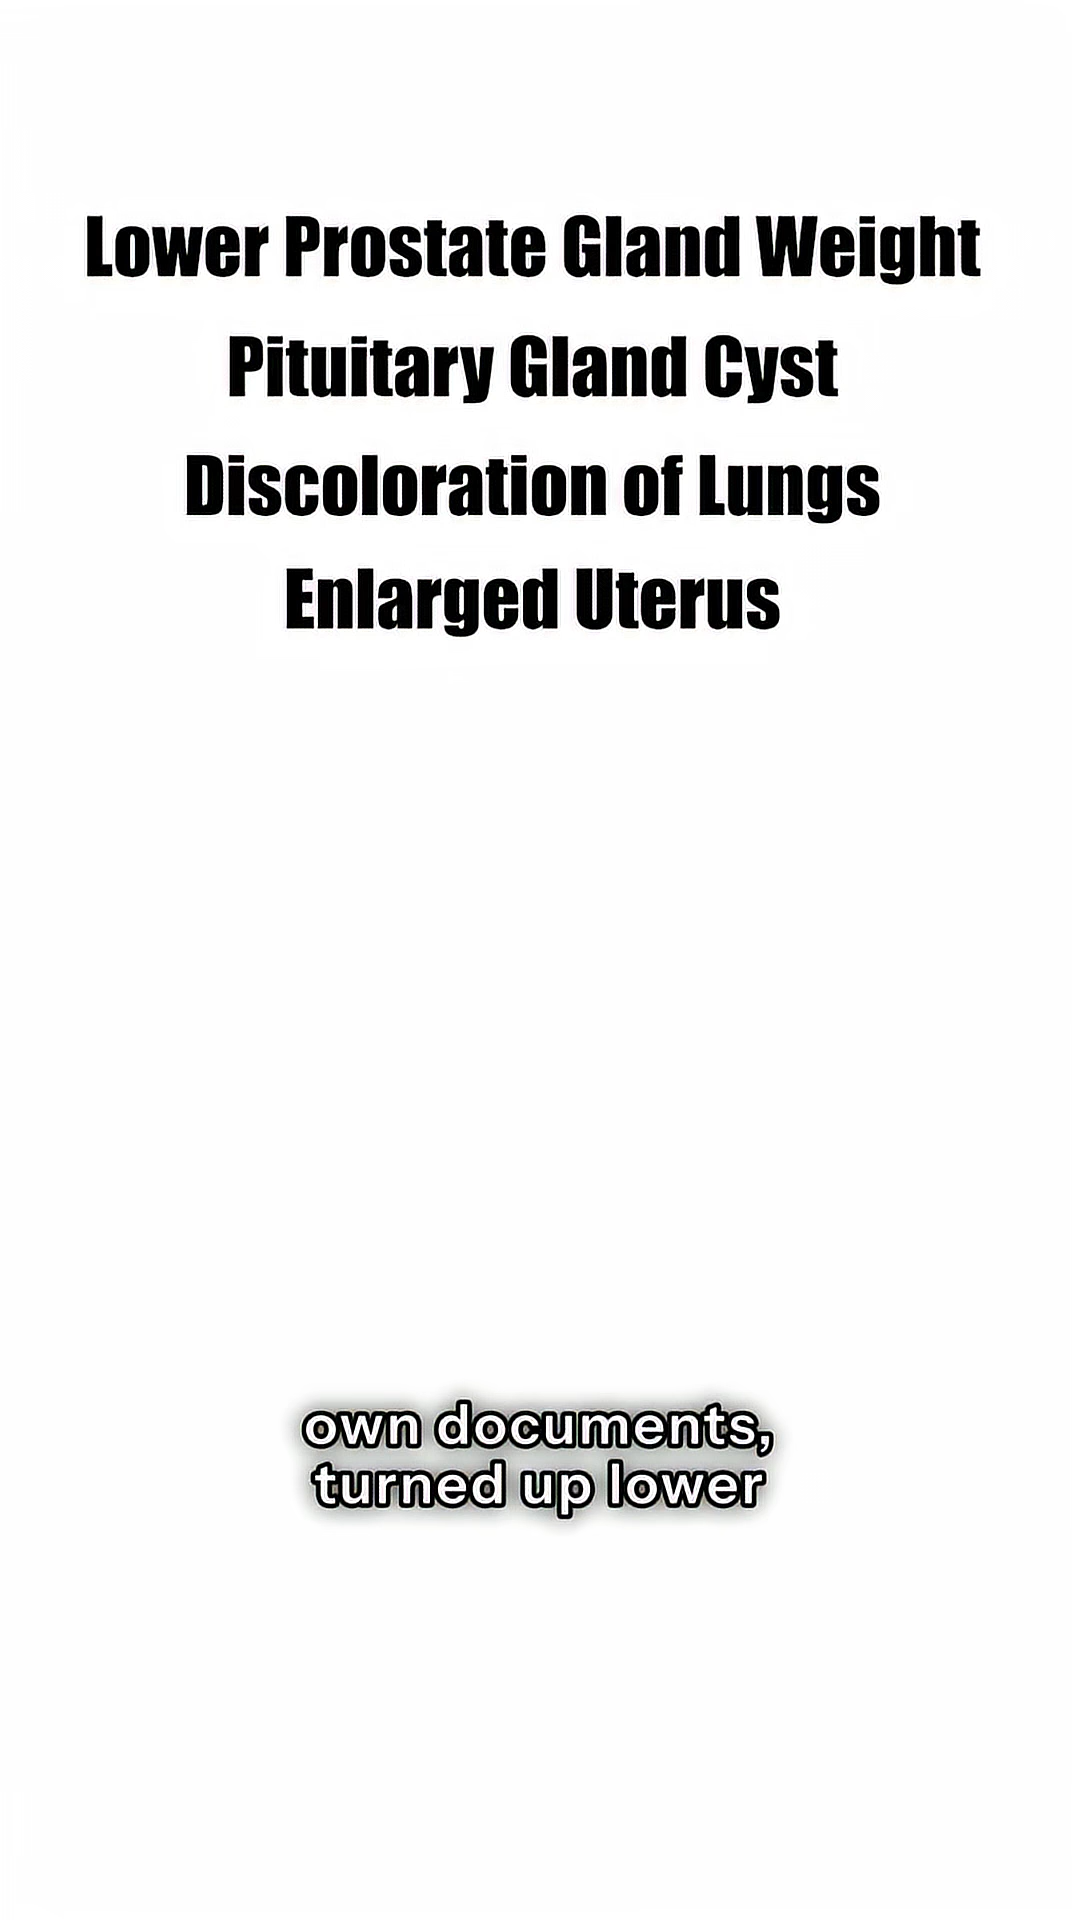 Lower Prostate Gland Weight
Pituitary Gland Cyst
Discoloration of Lungs
Enlarged Uterus
own documents,
turned up lower